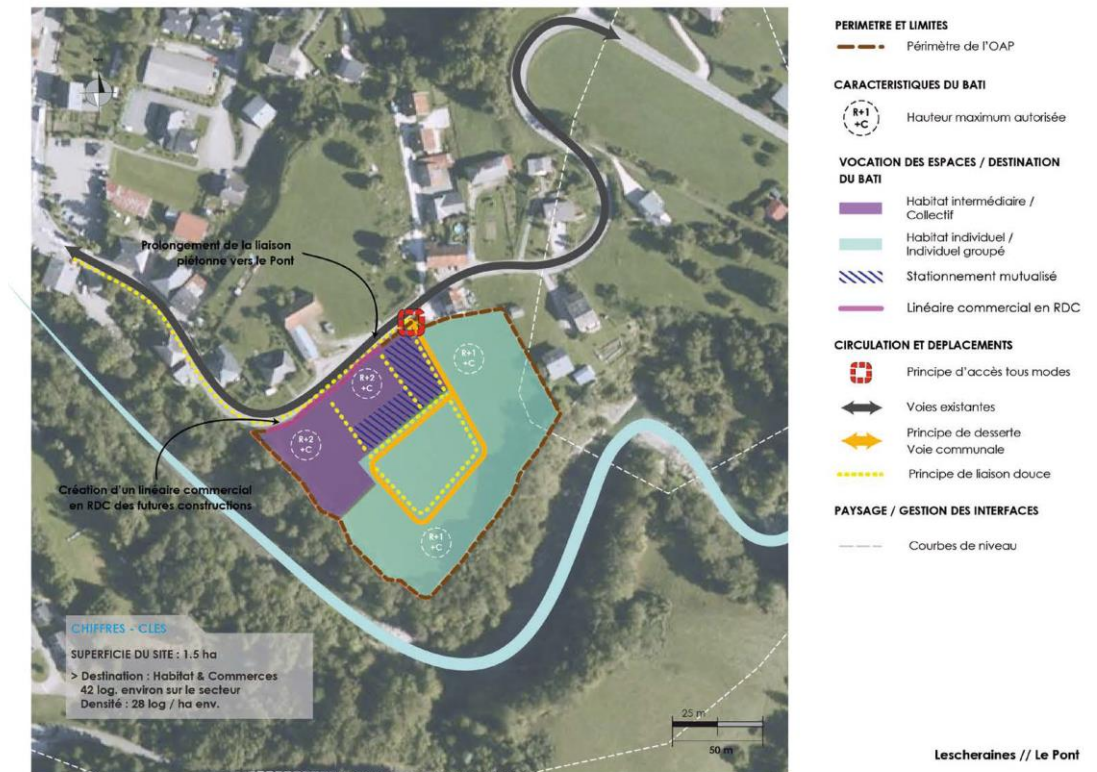 Prolongement de la liaison
piétonne vers le Pont
R+1
+C
R+2
+C
R+2
+C
Création d'un linéaire commercial
en RDC des futures constructions
R+1
+C
CHIFFRES - CLES
SUPERFICIE DU SITE : 1.5 ha
> Destination : Habitat & Commerces
42 log. environ sur le secteur
Densité : 28 log / ha env.
25 m
50 m
PERIMETRE ET LIMITES
Périmètre de l'OAP
CARACTERISTIQUES DU BATI
R+1
+C
Hauteur maximum autorisée
VOCATION DES ESPACES / DESTINATION
DU BATI
Habitat intermédiaire /
Collectif
Habitat individuel /
Individuel groupé
Stationnement mutualisé
Linéaire commercial en RDC
CIRCULATION ET DEPLACEMENTS
Principe d'accès tous modes
Voies existantes
Principe de desserte
Voie communale
Principe de liaison douce
PAYSAGE / GESTION DES INTERFACES
Courbes de niveau
Lescheraines // Le Pont